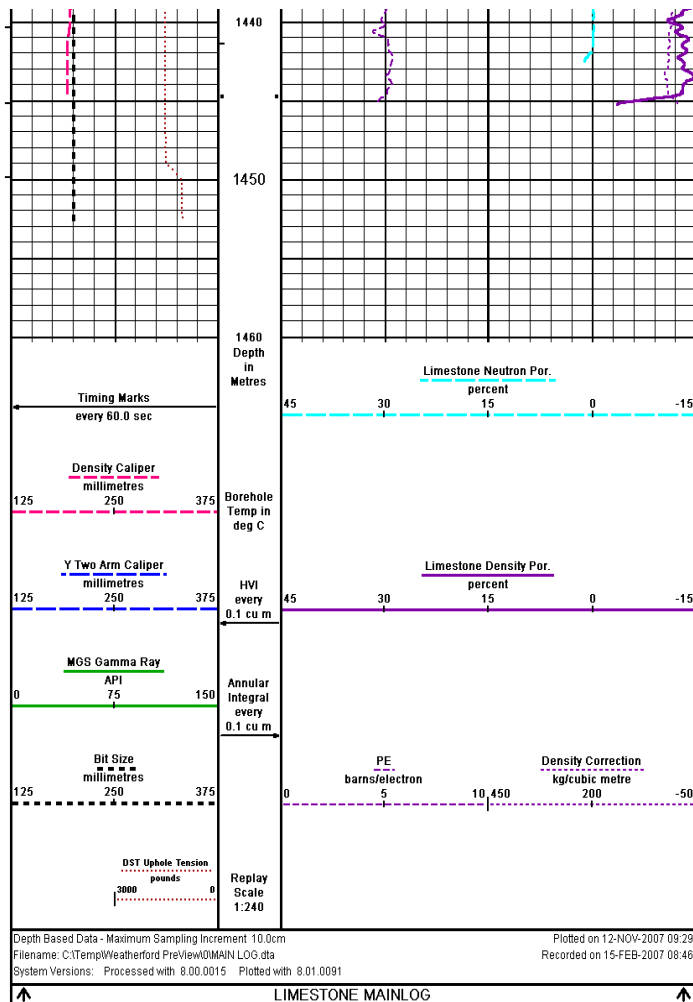 1440
1450
1460
Depth
in
Metres
Timing Marks
every 60.0 sec
Limestone Neutron Por.
percent
45 30 15 0 -15
Density Caliper
millimetres
125 250 375
Borehole
Temp in
deg C
Y Two Arm Caliper
millimetres
125 250 375
HVI
every
0.1 cu m
Limestone Density Por.
percent
45 30 15 0 -15
MGS Gamma Ray
API
0 75 150
Annular
Integral
every
0.1 cu m
Bit Size
millimetres
125 250 375
PE
barns/electron
0 5 10
Density Correction
kg/cubic metre
450 200 -50
DST Uphole Tension
pounds
3000 0
Replay
Scale
1:240
Depth Based Data - Maximum Sampling Increment 10.0cm
Plotted on 12-NOV-2007 09:29
Filename: C:\Temp\Weatherford PreView\0\MAIN LOG.dta
Recorded on 15-FEB-2007 08:46
System Versions: Processed with 8.00.0015 Plotted with 8.01.0091
LIMESTONE MAINLOG